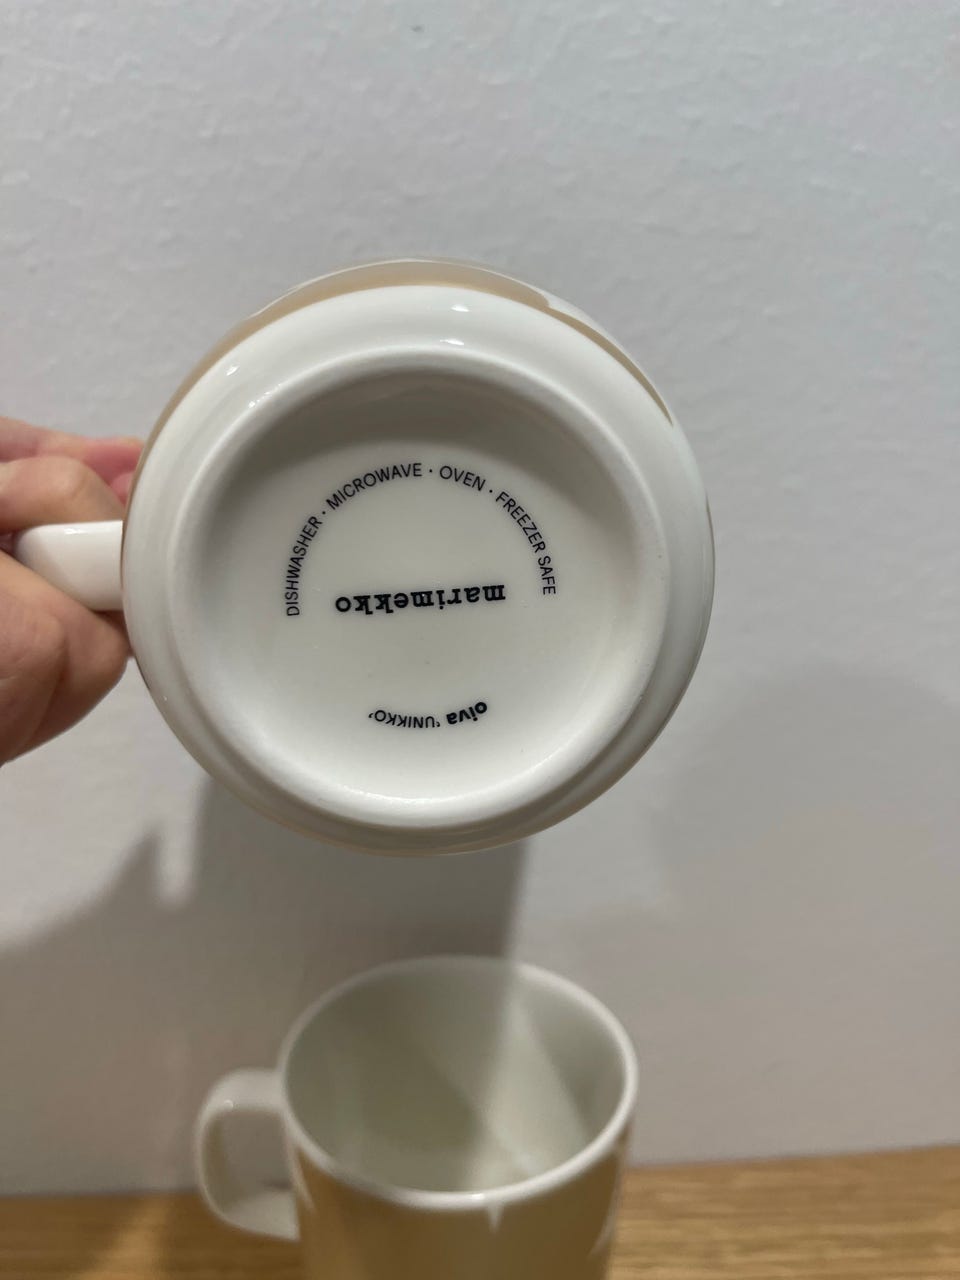 DISHWASHER · MICROWAVE · OVEN · FREEZER SAFE
marimekko
oiva 'UNIKKO'